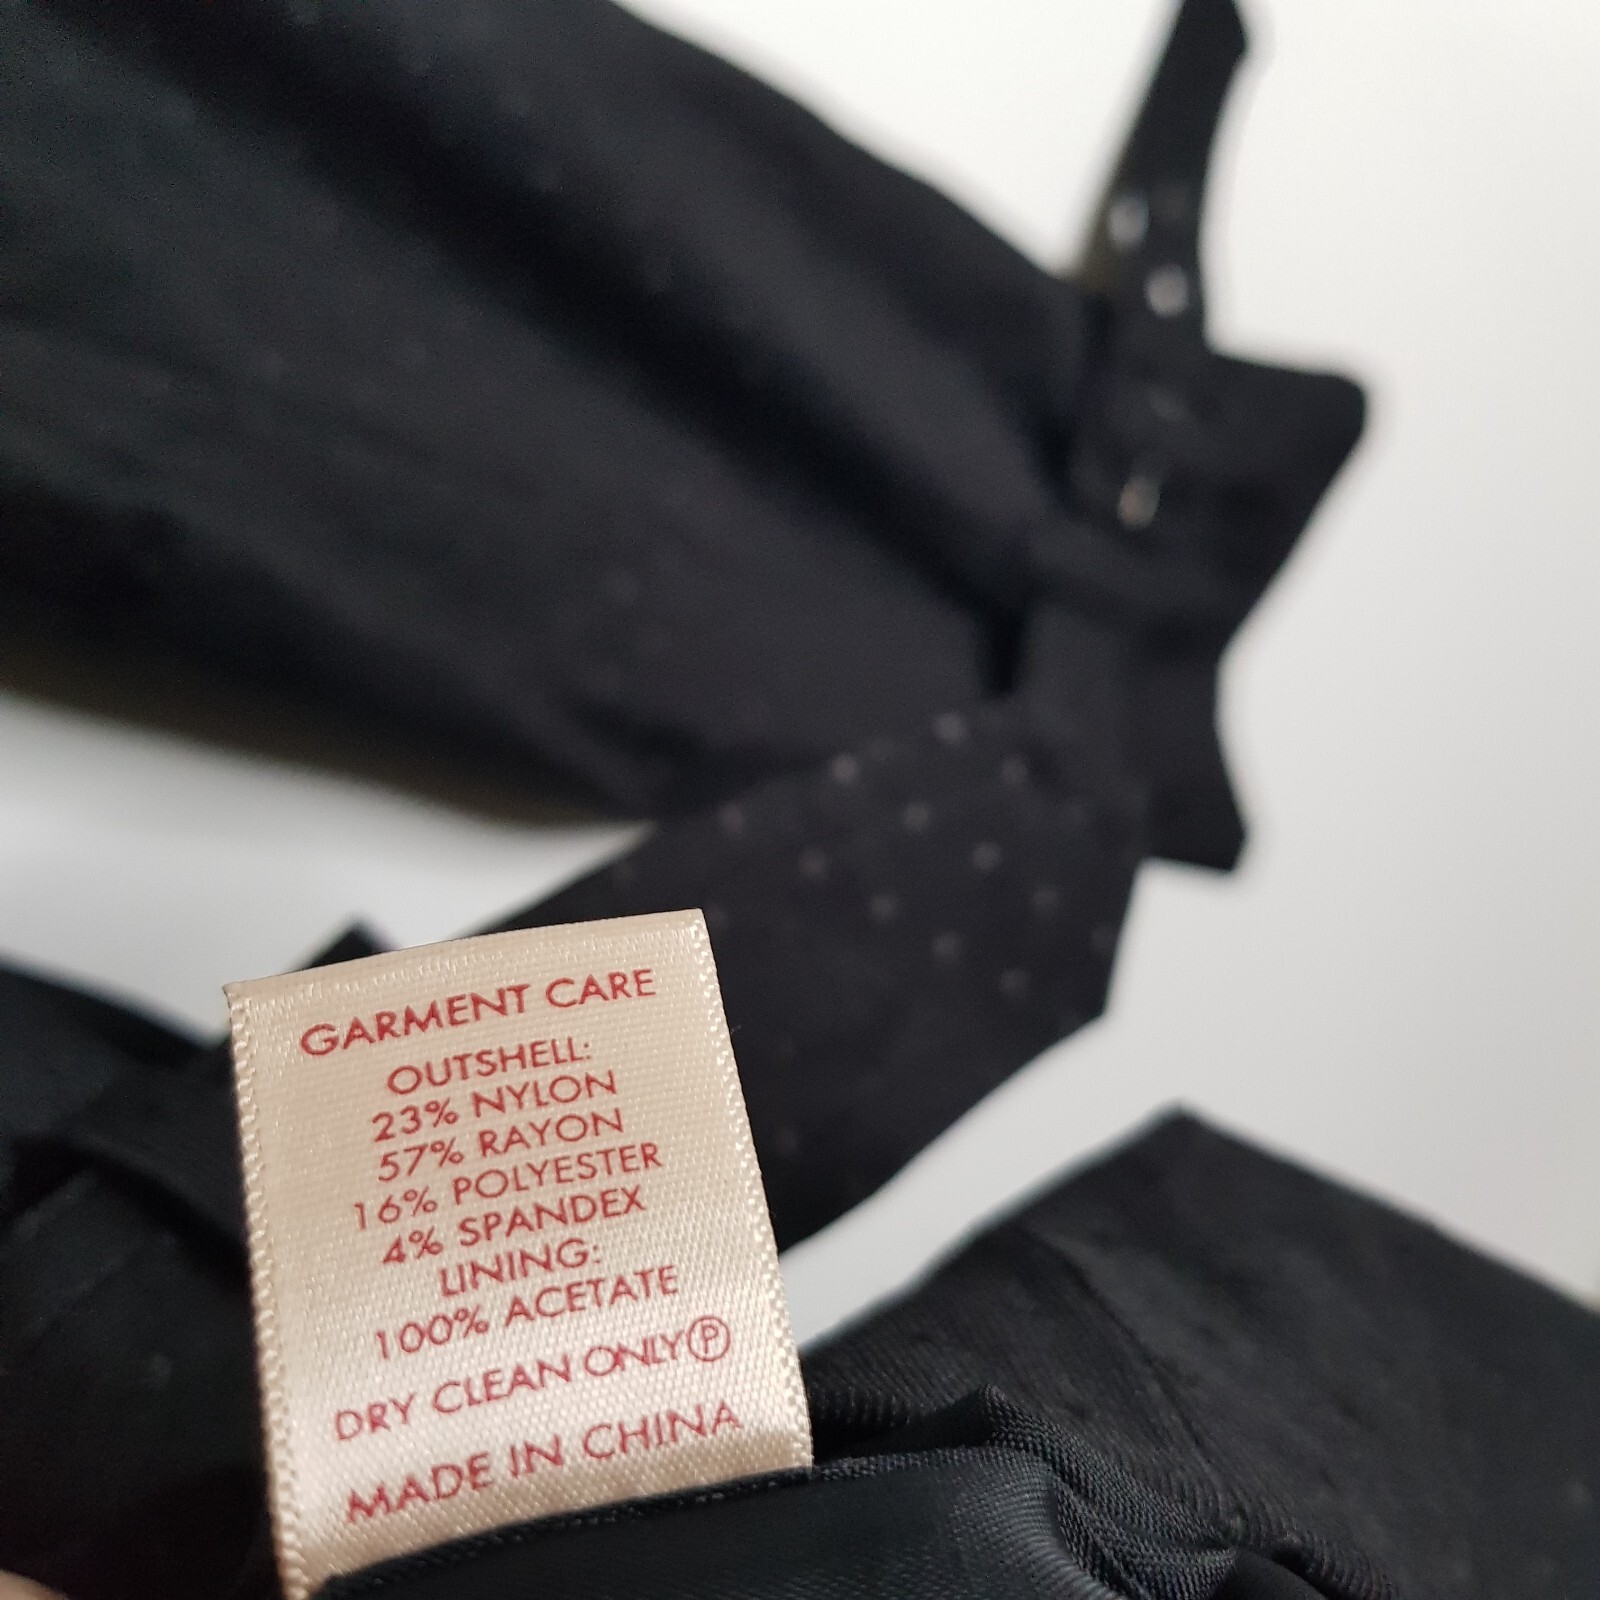 GARMENT CARE
OUTSHELL:
23% NYLON
57% RAYON
16% POLYESTER
4% SPANDEX
LINING:
100% ACETATE
DRY CLEAN ONLY Ⓟ
MADE IN CHINA